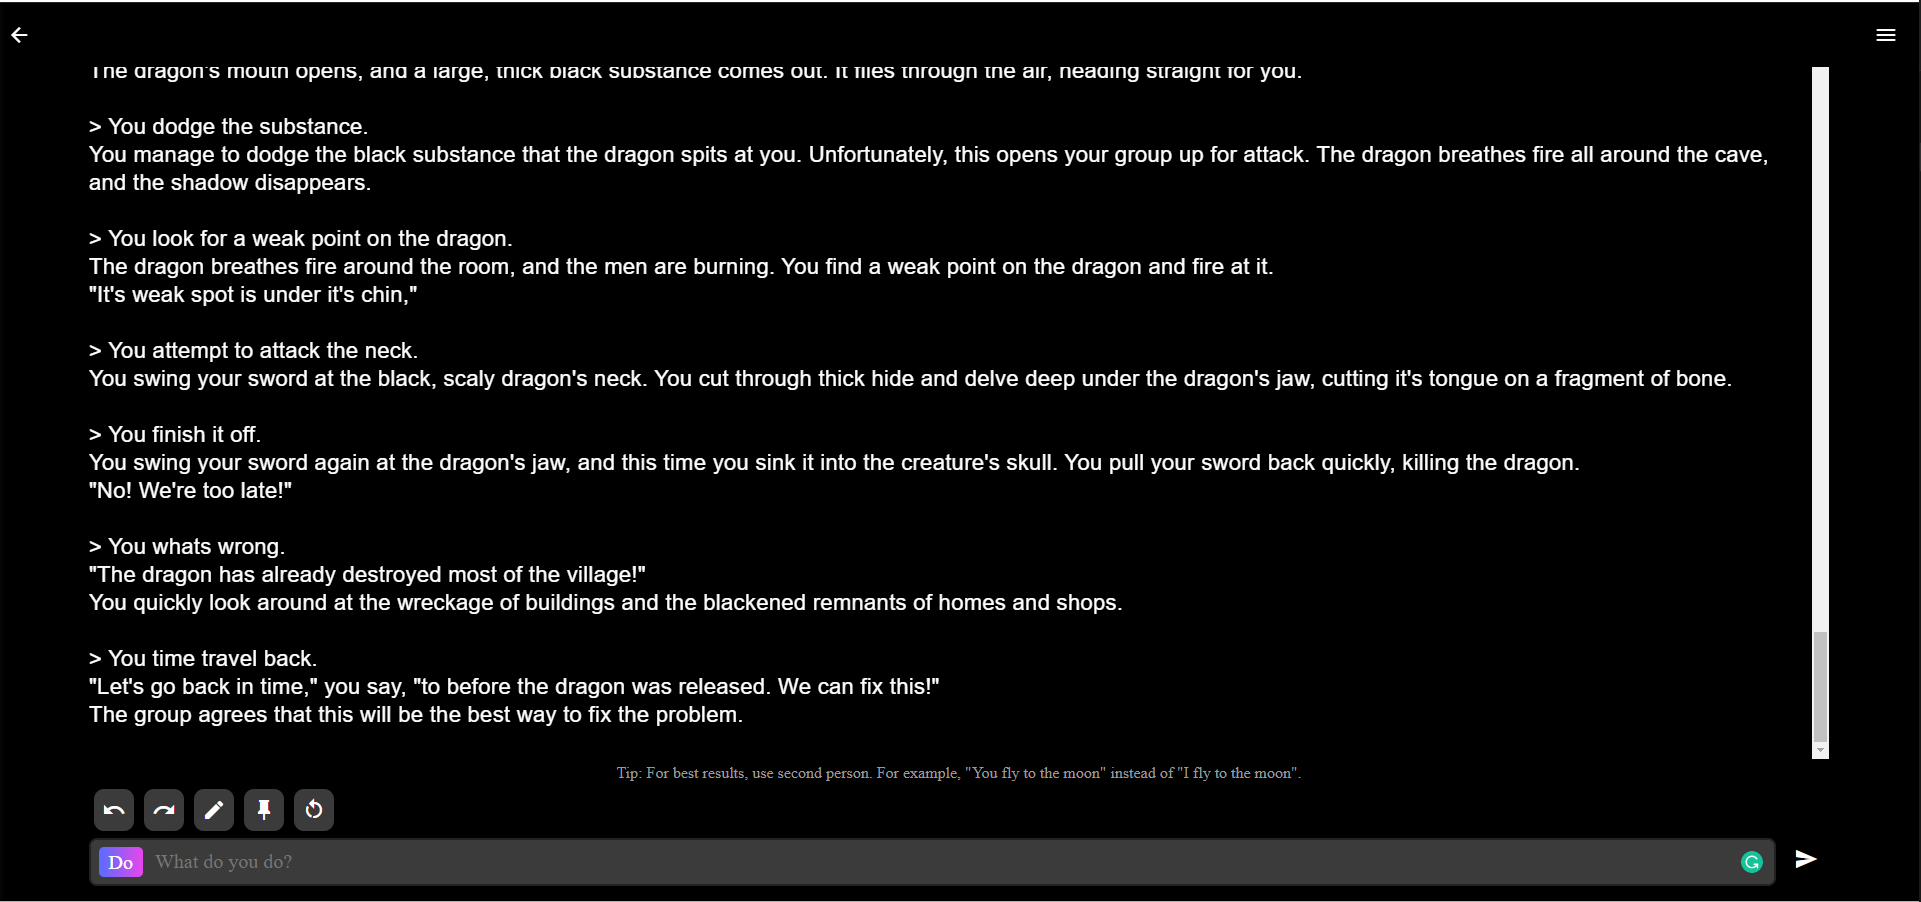 The dragon's mouth opens, and a large, thick black substance comes out. It flies through the air, heading straight for you.
> You dodge the substance.
You manage to dodge the black substance that the dragon spits at you. Unfortunately, this opens your group up for attack. The dragon breathes fire all around the cave,
and the shadow disappears.
> You look for a weak point on the dragon.
The dragon breathes fire around the room, and the men are burning. You find a weak point on the dragon and fire at it.
"It's weak spot is under it's chin,"
> You attempt to attack the neck.
You swing your sword at the black, scaly dragon's neck. You cut through thick hide and delve deep under the dragon's jaw, cutting it's tongue on a fragment of bone.
> You finish it off.
You swing your sword again at the dragon's jaw, and this time you sink it into the creature's skull. You pull your sword back quickly, killing the dragon.
"No! We're too late!"
> You whats wrong.
"The dragon has already destroyed most of the village!"
You quickly look around at the wreckage of buildings and the blackened remnants of homes and shops.
> You time travel back.
"Let's go back in time," you say, "to before the dragon was released. We can fix this!"
The group agrees that this will be the best way to fix the problem.
Tip: For best results, use second person. For example, "You fly to the moon" instead of "I fly to the moon".
Do What do you do?